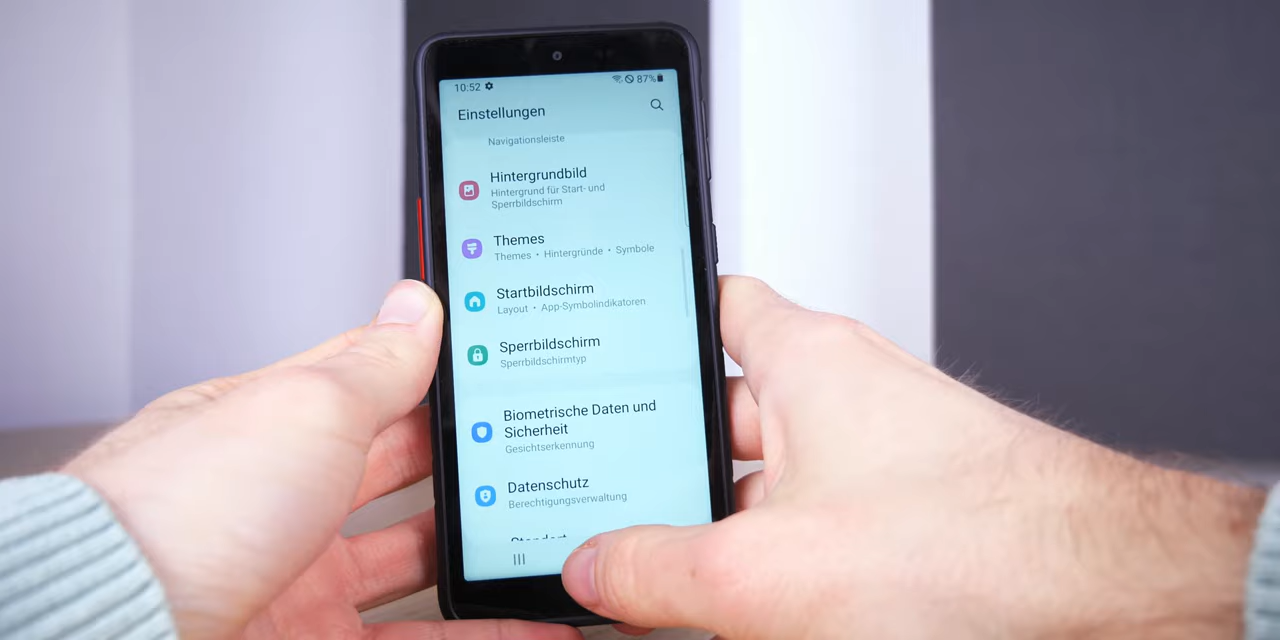 10:52
87%
Einstellungen
Navigationsleiste
Hintergrundbild
Hintergrund für Start- und
Sperrbildschirm
Themes
Themes • Hintergründe • Symbole
Startbildschirm
Layout • App-Symbolindikatoren
Sperrbildschirm
Sperrbildschirmtyp
Biometrische Daten und
Sicherheit
Gesichtserkennung
Datenschutz
Berechtigungsverwaltung
Standort